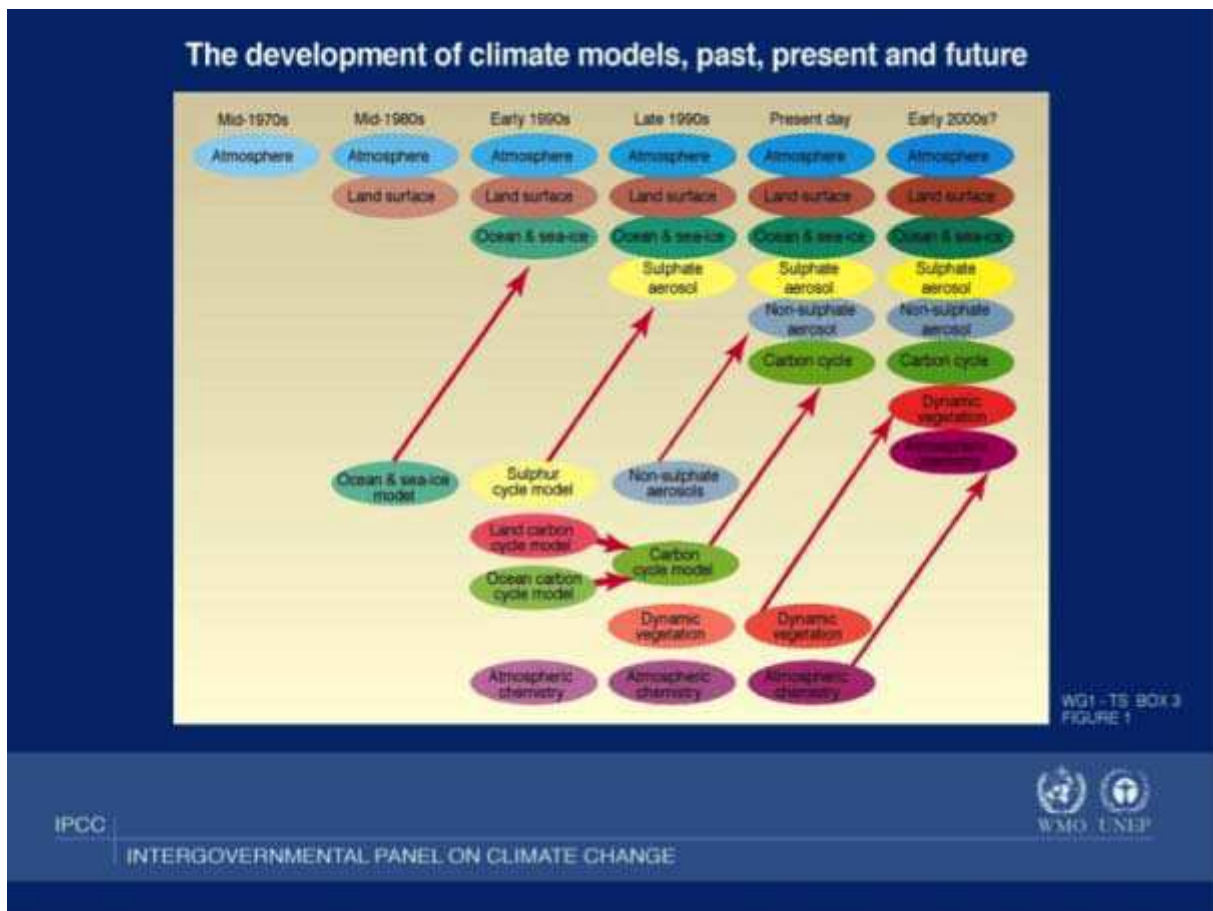 The development of climate models, past, present and future
Mid-1970s Mid-1980s Early 1990s Late 1990s Present day Early 2000s?
Atmosphere Atmosphere Atmosphere Atmosphere Atmosphere Atmosphere
Land surface Land surface Land surface Land surface Land surface
Ocean & sea-ice Ocean & sea-ice Ocean & sea-ice Ocean & sea-ice
Sulphate Sulphate Sulphate
aerosol aerosol aerosol
Non-sulphate Non-sulphate
aerosol aerosol
Carbon cycle Carbon cycle
Dynamic
vegetation
Atmospheric
chemistry
Ocean & sea-ice
model
Sulphur
cycle model
Non-sulphate
aerosols
Land carbon
cycle model
Carbon
cycle model
Ocean carbon
cycle model
Dynamic
vegetation
Dynamic
vegetation
Atmospheric
chemistry
Atmospheric
chemistry
Atmospheric
chemistry
WG1 - TS BOX 3
FIGURE 1
WMO UNEP
IPCC
INTERGOVERNMENTAL PANEL ON CLIMATE CHANGE